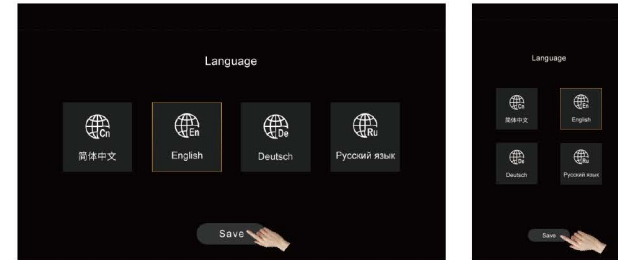 Language
Cn
En
De
Ru
简体中文
English
Deutsch
Русский язык
Save
Language
Cn
En
简体中文
English
De
Ru
Deutsch
Русский язык
Save